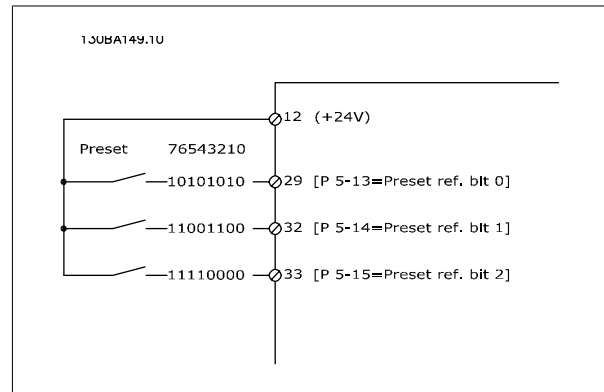 130BA149.10
12 (+24V)
Preset 76543210
10101010 29 [P 5-13=Preset ref. bit 0]
11001100 32 [P 5-14=Preset ref. bit 1]
11110000 33 [P 5-15=Preset ref. bit 2]